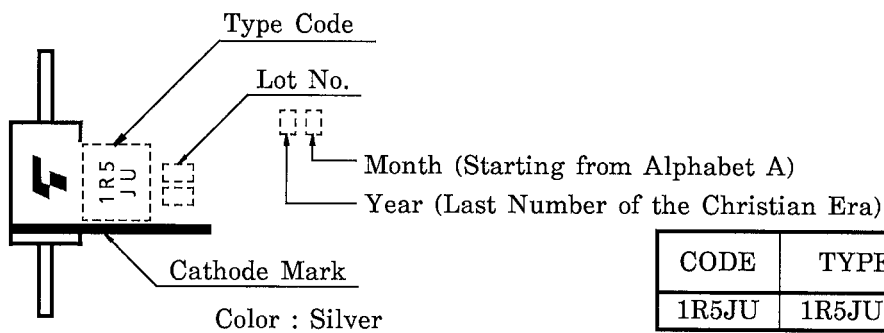 Type Code
Lot No.
1R5
JU
Month (Starting from Alphabet A)
Year (Last Number of the Christian Era)
Cathode Mark
Color : Silver
CODE TYPE
1R5JU 1R5JU